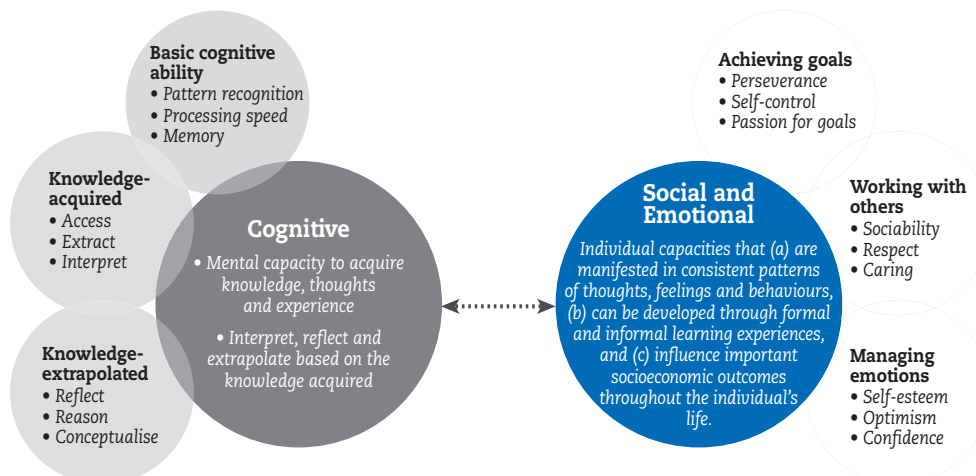 Basic cognitive
ability
• Pattern recognition
• Processing speed
• Memory
Knowledge-
acquired
• Access
• Extract
• Interpret
Knowledge-
extrapolated
• Reflect
• Reason
• Conceptualise
Cognitive
• Mental capacity to acquire
knowledge, thoughts
and experience
• Interpret, reflect and
extrapolate based on the
knowledge acquired
Social and
Emotional
Individual capacities that (a) are
manifested in consistent patterns
of thoughts, feelings and behaviours,
(b) can be developed through formal
and informal learning experiences,
and (c) influence important
socioeconomic outcomes
throughout the individual's
life.
Achieving goals
• Perseverance
• Self-control
• Passion for goals
Working with
others
• Sociability
• Respect
• Caring
Managing
emotions
• Self-esteem
• Optimism
• Confidence